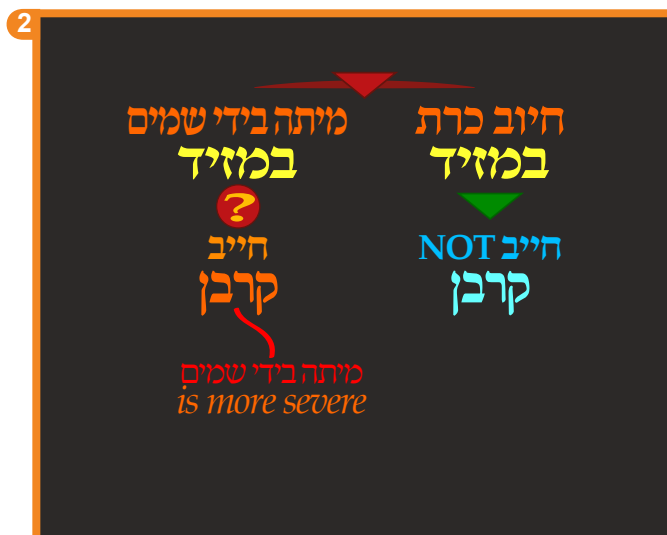 2
חיוב כרת
במזיד
NOT חייב
קרבן
מיתה בידי שמים
במזיד
?
חייב
קרבן
מיתה בידי שמים
is more severe